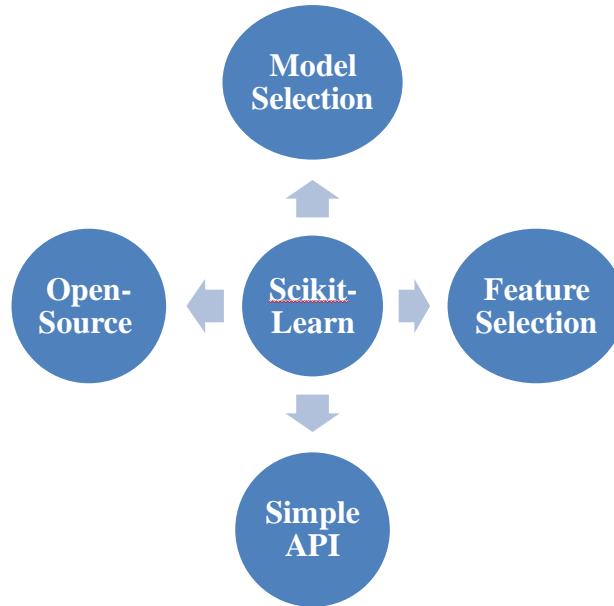 Model
Selection
Open-
Source
Scikit-
Learn
Feature
Selection
Simple
API